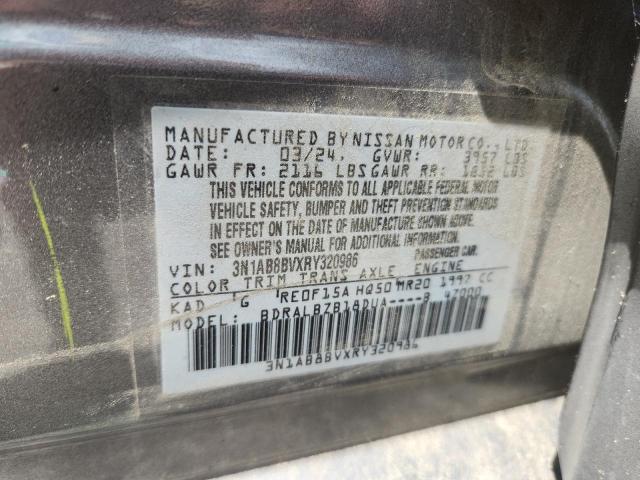 MANUFACTURED BY NISSAN MOTOR CO., LTD
DATE: 03/24, GVWR: 3957 LBS
GAWR FR: 2116 LBS GAWR RR: 1832 LBS
THIS VEHICLE CONFORMS TO ALL APPLICABLE FEDERAL MOTOR
VEHICLE SAFETY, BUMPER AND THEFT PREVENTION STANDARDS
IN EFFECT ON THE DATE OF MANUFACTURE SHOWN ABOVE.
SEE OWNER'S MANUAL FOR ADDITIONAL INFORMATION.
VIN: 3N1AB8BVXRY320986 PASSENGER CAR
COLOR TRIM TRANS AXLE ENGINE
KAD G RE0F15A HQ50 MR20 1997 CC
MODEL: BDRALBZB18DUA----B 47000
3N1AB8BVXRY320986